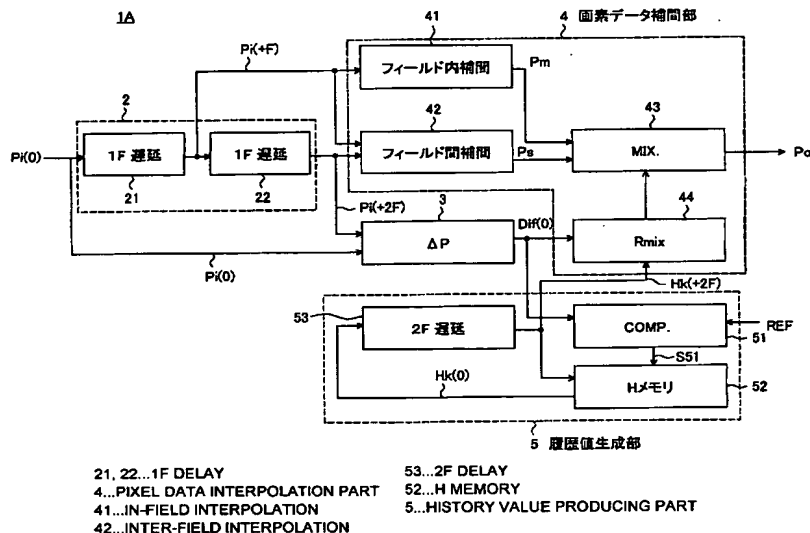 1A
41
4 画素データ補間部
Pi(+F)
フィールド内補間
Pm
2
42
43
Pi(0)
1F 遅延
1F 遅延
フィールド間補間
Ps
MIX.
Po
21
22
Pi(+2F)
3
Dif(0)
44
ΔP
Rmix
Pi(0)
Hk(+2F)
53
2F 遅延
COMP.
REF
51
S51
Hk(0)
Hメモリ
52
5 履歴値生成部
21, 22...1F DELAY
4...PIXEL DATA INTERPOLATION PART
41...IN-FIELD INTERPOLATION
42...INTER-FIELD INTERPOLATION
53...2F DELAY
52...H MEMORY
5...HISTORY VALUE PRODUCING PART